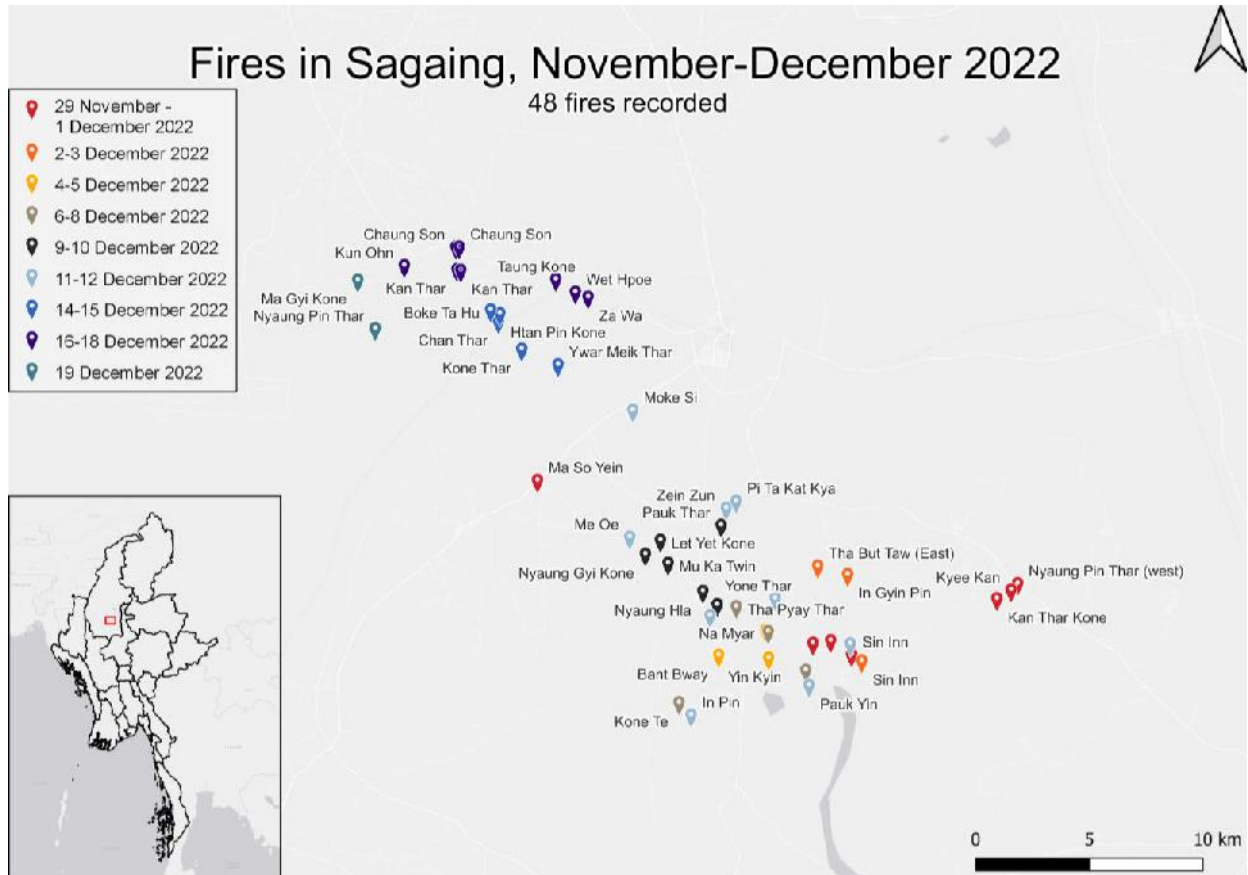 Fires in Sagaing, November-December 2022
48 fires recorded
29 November -
1 December 2022
2-3 December 2022
4-5 December 2022
6-8 December 2022
9-10 December 2022
11-12 December 2022
14-15 December 2022
16-18 December 2022
19 December 2022
Chaung Son
Chaung Son
Kun Ohn
Taung Kone
Wet Hpoe
Kan Thar
Kan Thar
Ma Gyi Kone
Za Wa
Nyaung Pin Thar
Boke Ta Hu
Htan Pin Kone
Chan Thar
Ywar Meik Thar
Kone Thar
Moke Si
Ma So Yein
Pi Ta Kat Kya
Zein Zun
Pauk Thar
Me Oe
Let Yet Kone
Tha But Taw (East)
Nyaung Gyi Kone
Mu Ka Twin
Nyaung Pin Thar (west)
Kyee Kan
Yone Thar
In Gyin Pin
Nyaung Hla
Tha Pyay Thar
Kan Thar Kone
Na Myar
Sin Inn
Bant Bway
Yin Kyin
Sin Inn
In Pin
Pauk Yin
Kone Te
0
5
10 km